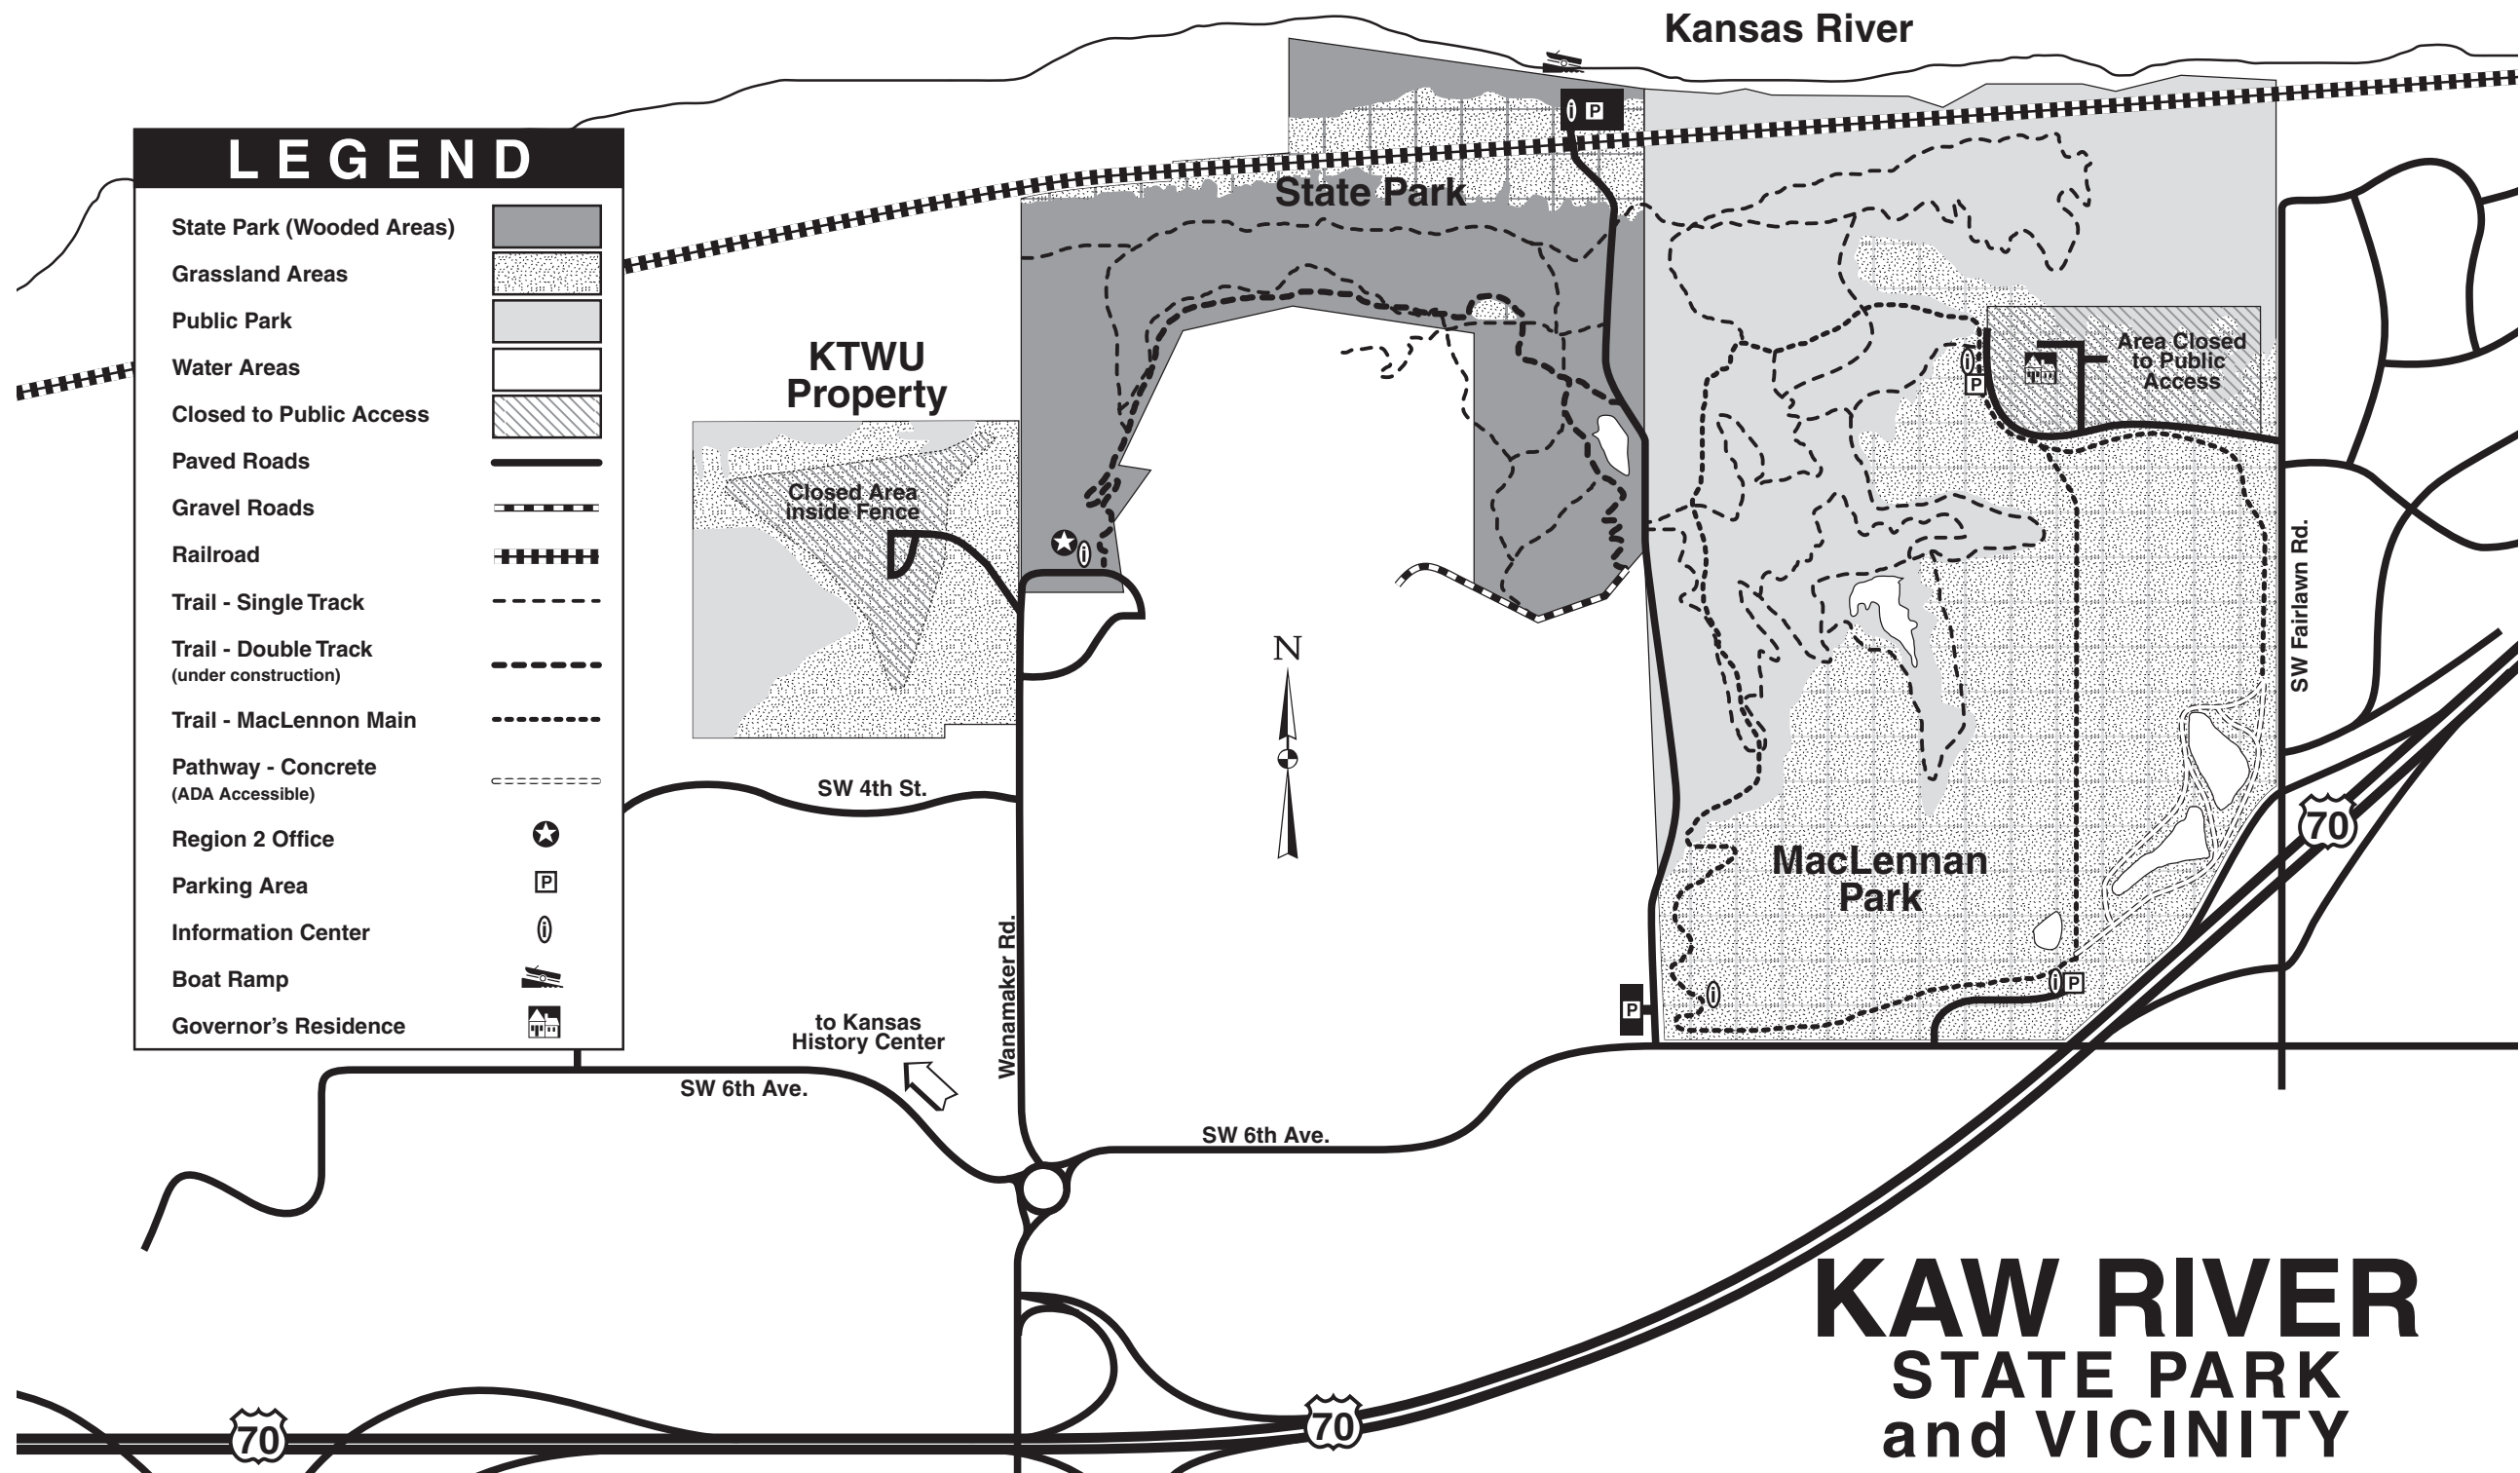 Kansas River
LEGEND
State Park (Wooded Areas)
Grassland Areas
Public Park
Water Areas
Closed to Public Access
Paved Roads
Gravel Roads
Railroad
Trail - Single Track
Trail - Double Track
(under construction)
Trail - MacLennon Main
Pathway - Concrete
(ADA Accessible)
Region 2 Office
Parking Area
P
Information Center
i
Boat Ramp
Governor's Residence
i
P
State Park
KTWU
Property
Closed Area
inside Fence
i
Area Closed
to Public
Access
i
P
SW Fairlawn Rd.
N
SW 4th St.
70
MacLennan
Park
Wanamaker Rd.
i
P
i
P
to Kansas
History Center
SW 6th Ave.
SW 6th Ave.
70
70
KAW RIVER
STATE PARK
and VICINITY